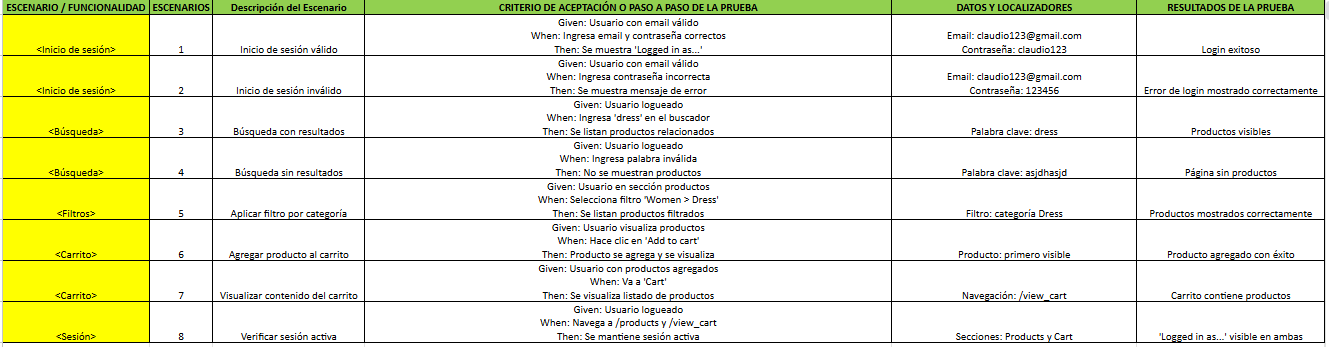 ESCENARIO / FUNCIONALIDAD ESCENARIOS Descripción del Escenario CRITERIO DE ACEPTACIÓN O PASO A PASO DE LA PRUEBA DATOS Y LOCALIZADORES RESULTADOS DE LA PRUEBA
Given: Usuario con email válido
When: Ingresa email y contraseña correctos Email: claudio123@gmail.com
<Inicio de sesión> 1 Inicio de sesión válido Then: Se muestra 'Logged in as...' Contraseña: claudio123 Login exitoso
Given: Usuario con email válido
When: Ingresa contraseña incorrecta Email: claudio123@gmail.com
<Inicio de sesión> 2 Inicio de sesión inválido Then: Se muestra mensaje de error Contraseña: 123456 Error de login mostrado correctamente
Given: Usuario logueado
When: Ingresa 'dress' en el buscador
<Búsqueda> 3 Búsqueda con resultados Then: Se listan productos relacionados Palabra clave: dress Productos visibles
Given: Usuario logueado
When: Ingresa palabra inválida
<Búsqueda> 4 Búsqueda sin resultados Then: No se muestran productos Palabra clave: asjdhasjd Página sin productos
Given: Usuario en sección productos
When: Selecciona filtro 'Women > Dress'
<Filtros> 5 Aplicar filtro por categoría Then: Se listan productos filtrados Filtro: categoría Dress Productos mostrados correctamente
Given: Usuario visualiza productos
When: Hace clic en 'Add to cart'
<Carrito> 6 Agregar producto al carrito Then: Producto se agrega y se visualiza Producto: primero visible Producto agregado con éxito
Given: Usuario con productos agregados
When: Va a 'Cart'
<Carrito> 7 Visualizar contenido del carrito Then: Se visualiza listado de productos Navegación: /view_cart Carrito contiene productos
Given: Usuario logueado
When: Navega a /products y /view_cart
<Sesión> 8 Verificar sesión activa Then: Se mantiene sesión activa Secciones: Products y Cart 'Logged in as...' visible en ambas